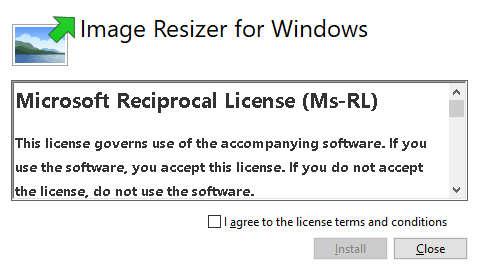 Image Resizer for Windows
Microsoft Reciprocal License (Ms-RL)
This license governs use of the accompanying software. If you
use the software, you accept this license. If you do not accept
the license, do not use the software.
I agree to the license terms and conditions
Install
Close